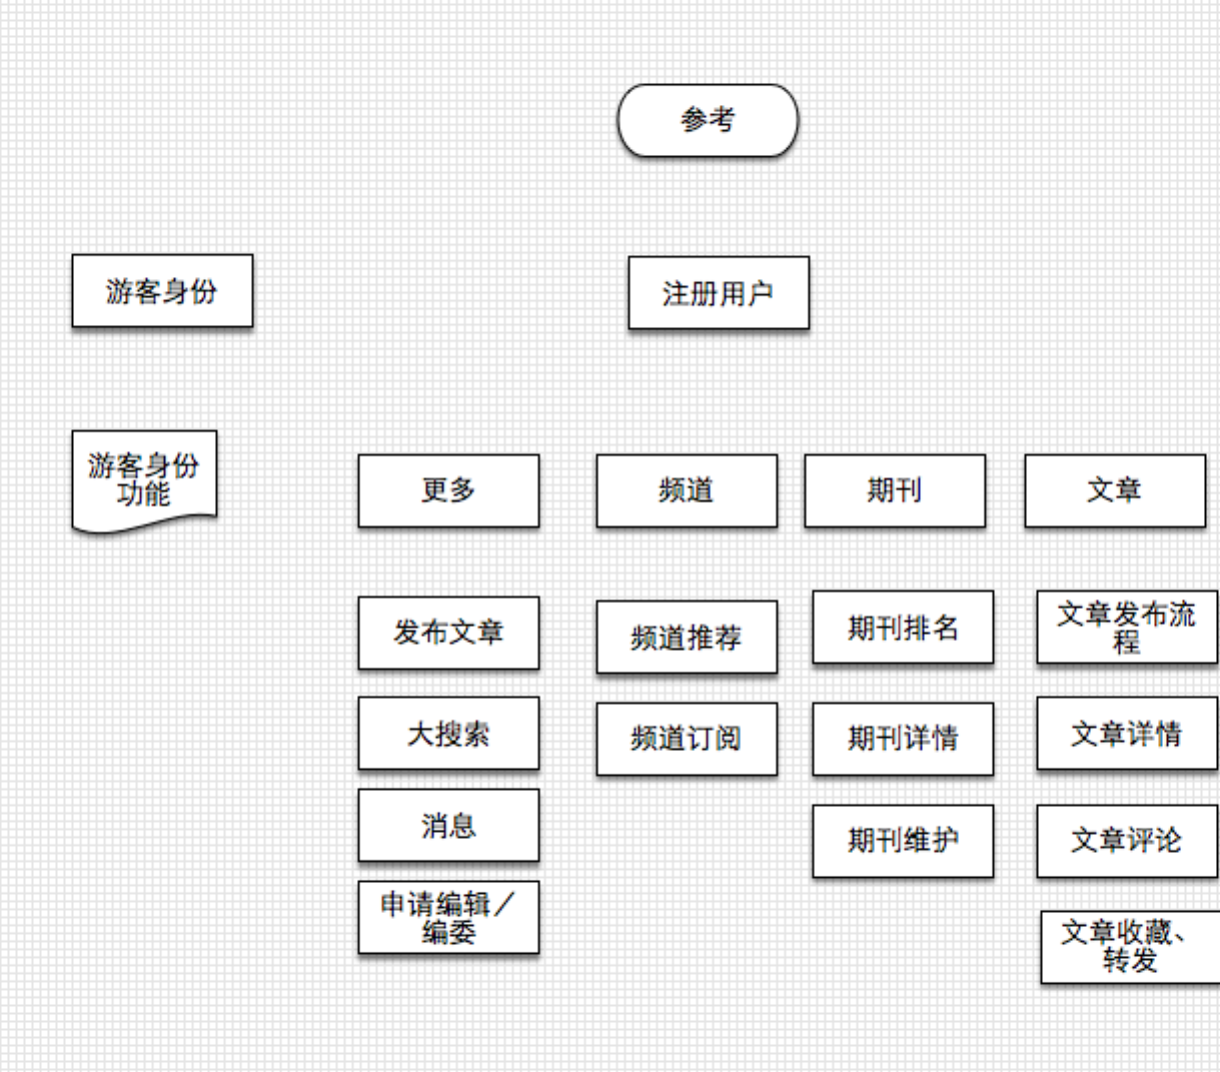 参考
游客身份
注册用户
游客身份
功能
更多
频道
期刊
文章
发布文章
频道推荐
期刊排名
文章发布流
程
大搜索
频道订阅
期刊详情
文章详情
消息
期刊维护
文章评论
申请编辑／
编委
文章收藏、
转发